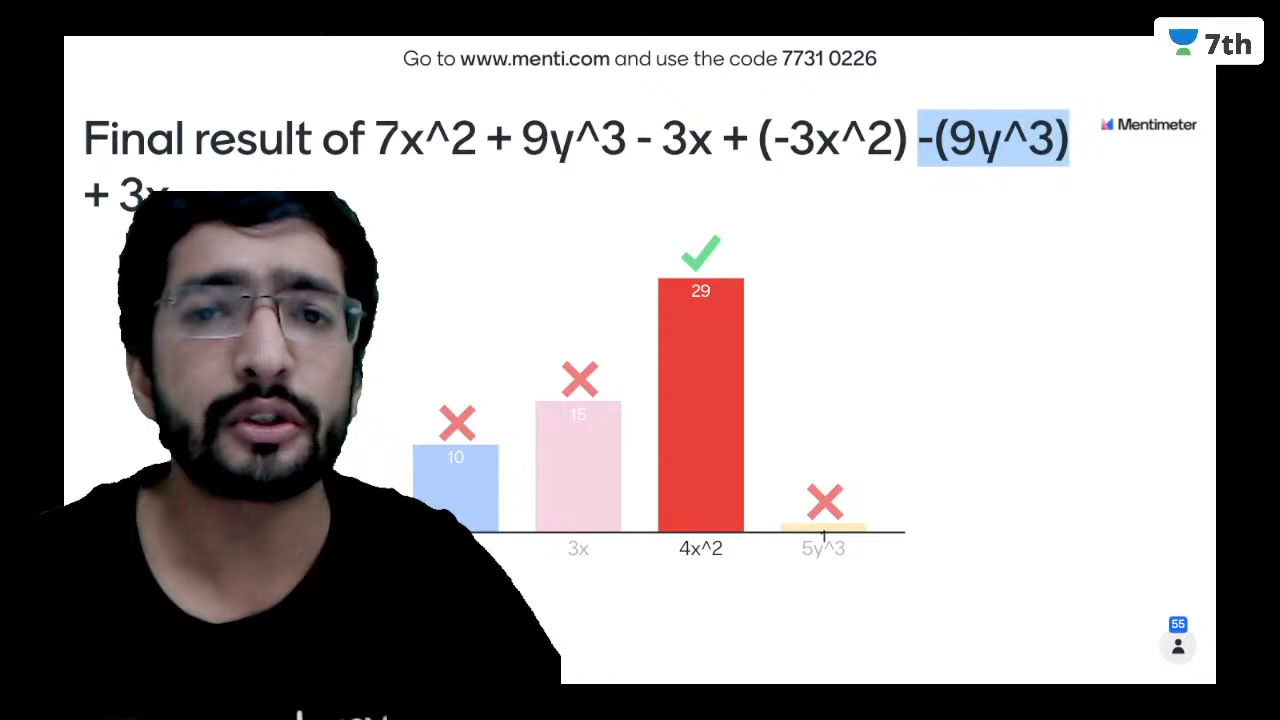 7th
Go to www.menti.com and use the code 7731 0226
Final result of 7x^2 + 9y^3 - 3x + (-3x^2) -(9y^3)
+ 3x
Mentimeter
29
15
10
1
3x
4x^2
5y^3
55